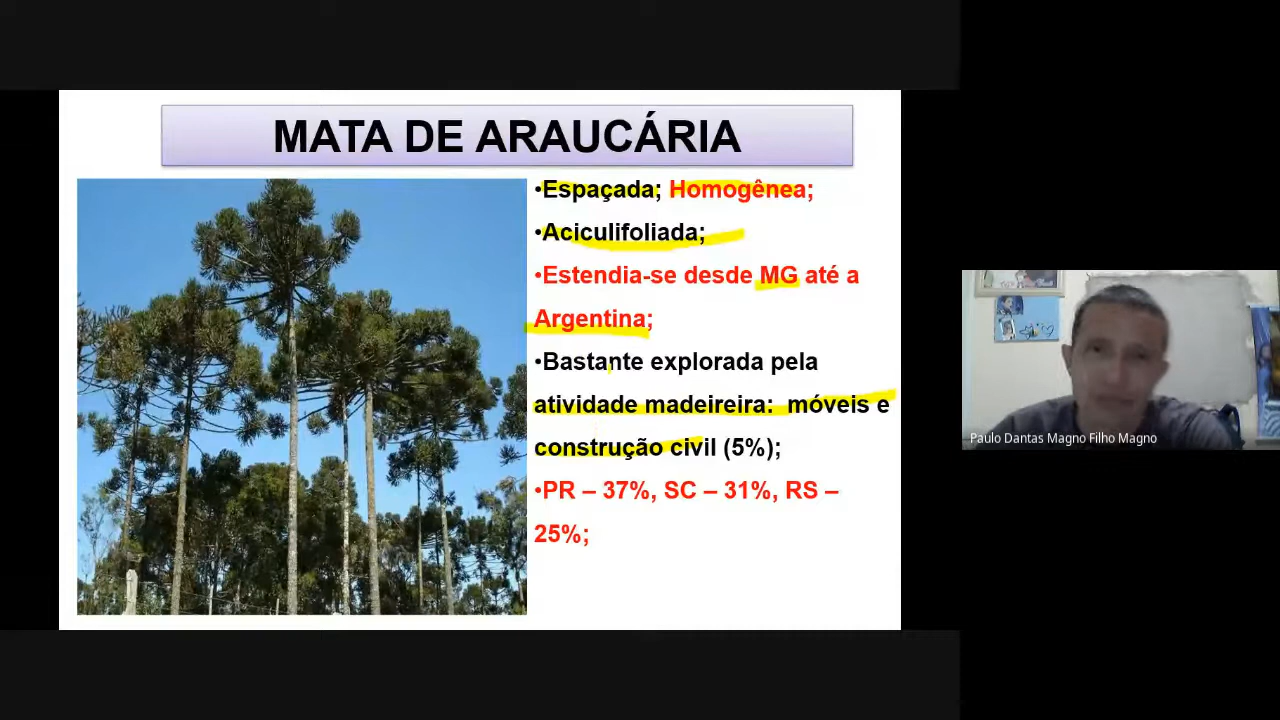 MATA DE ARAUCÁRIA
•Espaçada; Homogênea;
•Aciculifoliada;
•Estendia-se desde MG até a
Argentina;
•Bastante explorada pela
atividade madeireira: móveis e
construção civil (5%);
•PR – 37%, SC – 31%, RS –
25%;
Paulo Dantas Magno Filho Magno